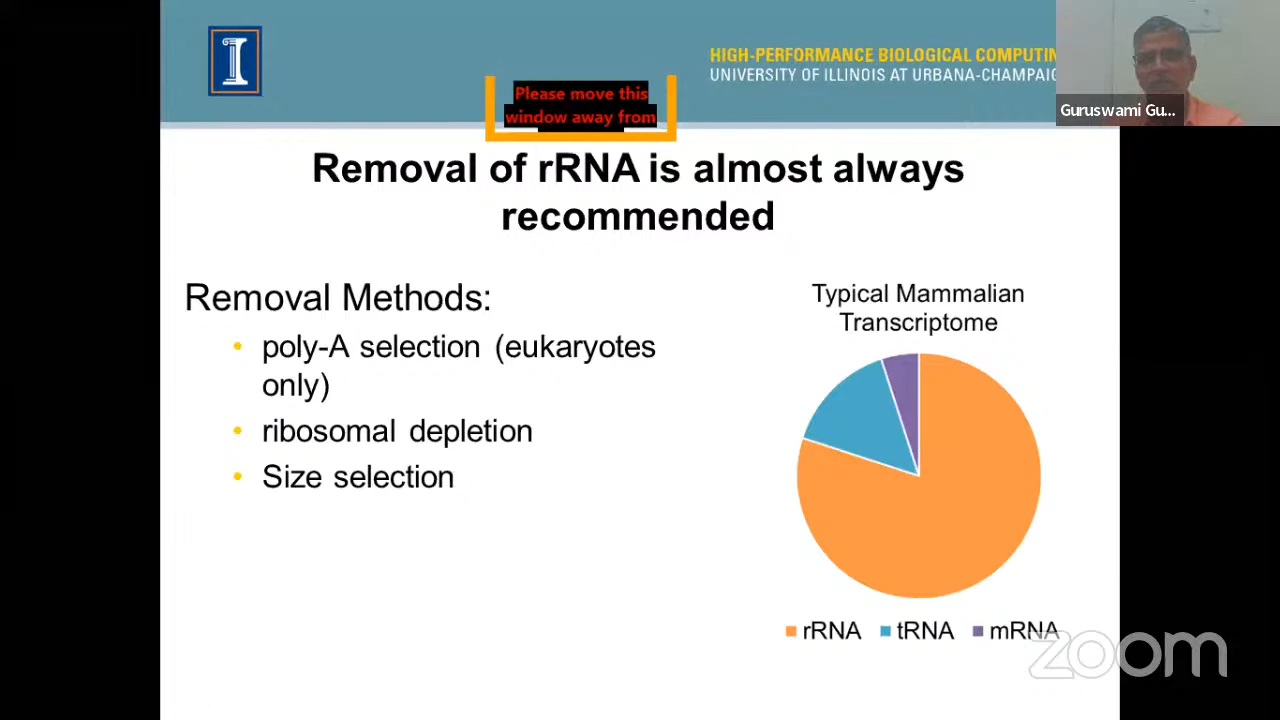 HIGH-PERFORMANCE BIOLOGICAL COMPUTIN
UNIVERSITY OF ILLINOIS AT URBANA-CHAMPAIG
Guruswami Gu...
Please move this
window away from
Removal of rRNA is almost always
recommended
Removal Methods:
• poly-A selection (eukaryotes
only)
• ribosomal depletion
• Size selection
Typical Mammalian
Transcriptome
rRNA tRNA mRNA
zoom